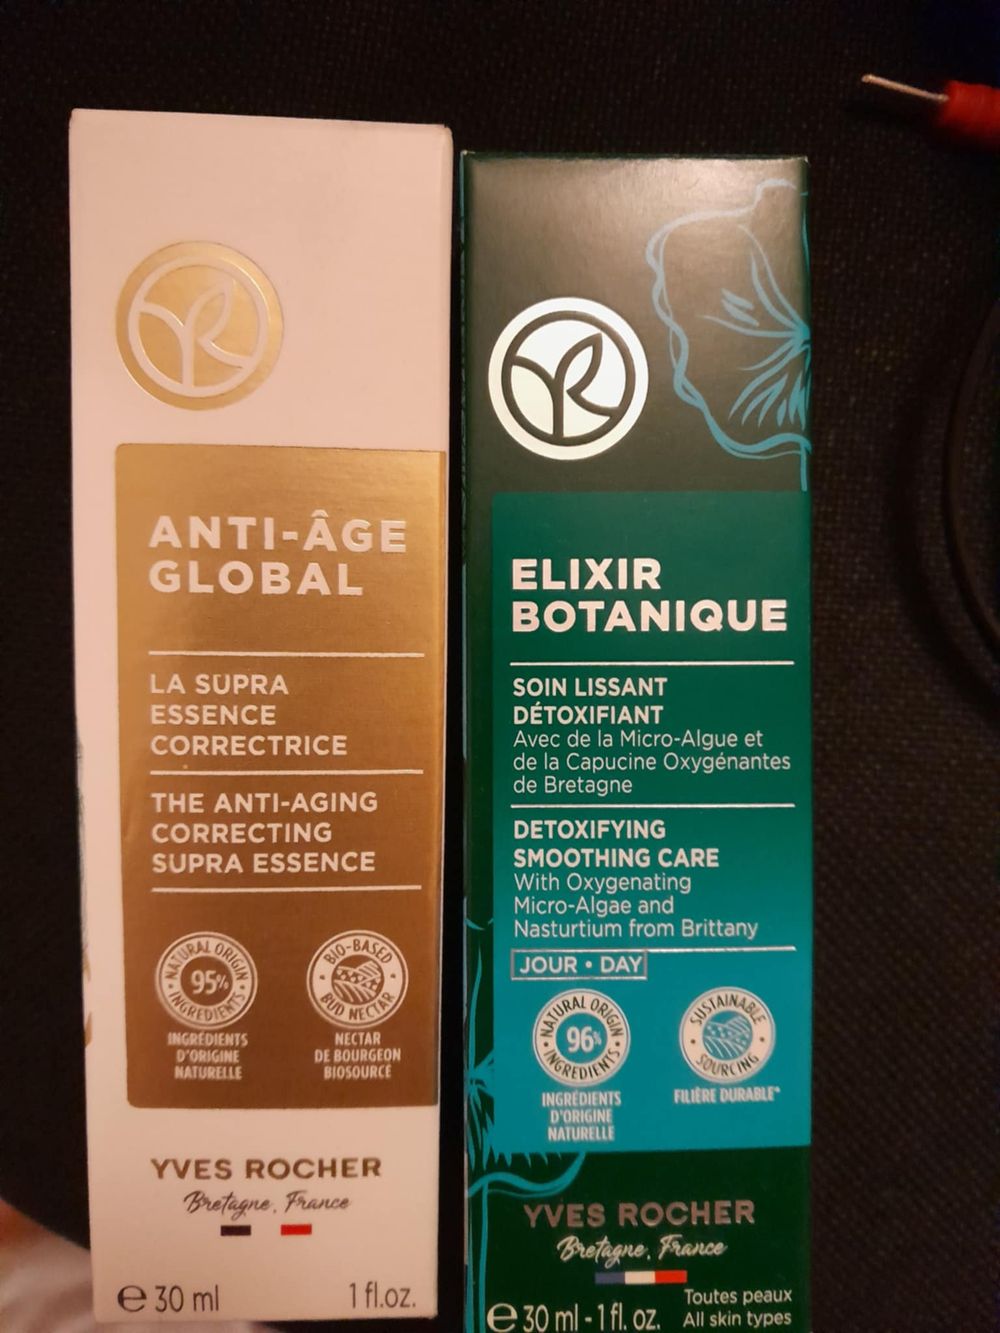 ANTI-ÂGE
GLOBAL
LA SUPRA
ESSENCE
CORRECTRICE
THE ANTI-AGING
CORRECTING
SUPRA ESSENCE
NATURAL ORIGIN
95%
INGREDIENTS
INGRÉDIENTS
D'ORIGINE
NATURELLE
BIO-BASED
BUD NECTAR
NECTAR
DE BOURGEON
BIOSOURCÉ
YVES ROCHER
Bretagne, France
℮ 30 ml 1 fl.oz.
ELIXIR
BOTANIQUE
SOIN LISSANT
DÉTOXIFIANT
Avec de la Micro-Algue et
de la Capucine Oxygénantes
de Bretagne
DETOXIFYING
SMOOTHING CARE
With Oxygenating
Micro-Algae and
Nasturtium from Brittany
JOUR • DAY
NATURAL ORIGIN
96%
INGREDIENTS
INGRÉDIENTS
D'ORIGINE
NATURELLE
SUSTAINABLE
SOURCING
FILIÈRE DURABLE*
YVES ROCHER
Bretagne, France
Toutes peaux
℮ 30 ml - 1 fl. oz. All skin types